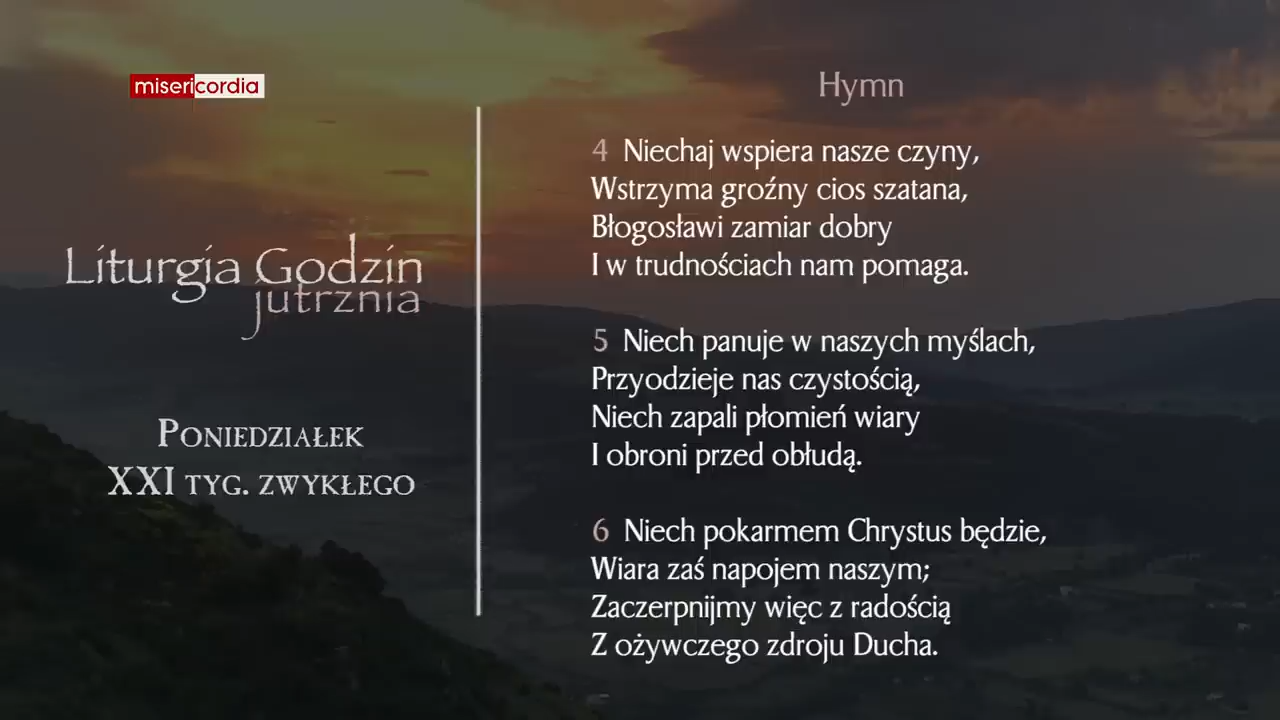 misericordia
Liturgia Godzin
jutrznia
Poniedziałek
XXI tyg. zwykłego
Hymn
4 Niechaj wspiera nasze czyny,
Wstrzyma groźny cios szatana,
Błogosławi zamiar dobry
I w trudnościach nam pomaga.
5 Niech panuje w naszych myślach,
Przyodzieje nas czystością,
Niech zapali płomień wiary
I obroni przed obłudą.
6 Niech pokarmem Chrystus będzie,
Wiara zaś napojem naszym;
Zaczerpnijmy więc z radością
Z ożywczego zdroju Ducha.